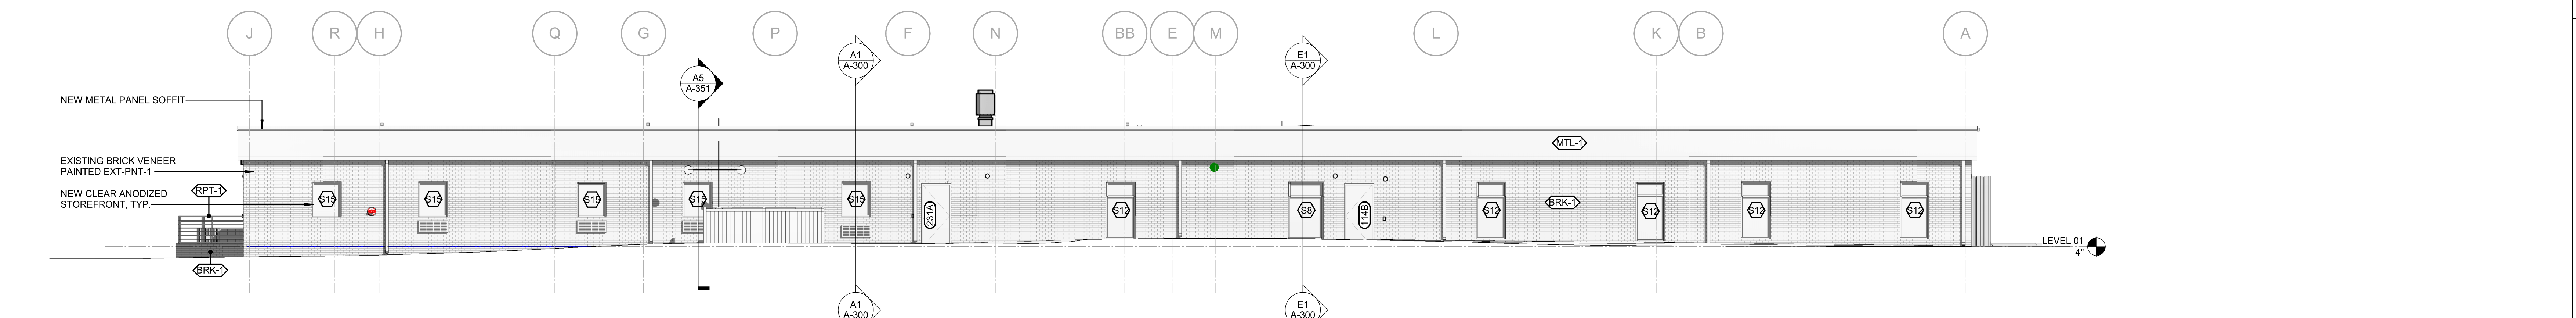 J R H Q G P F N BB E M L K B A
A1
A-300
E1
A-300
A5
A-351
NEW METAL PANEL SOFFIT
MTL-1
EXISTING BRICK VENEER
PAINTED EXT-PNT-1
RPT-1
NEW CLEAR ANODIZED
STOREFRONT, TYP.
S15 S15 S15 S15 S15 231A S12 S8 114B S12 BRK-1 S12 S12 S12
LEVEL 01
4"
BRK-1
A1
A-300
E1
A-300